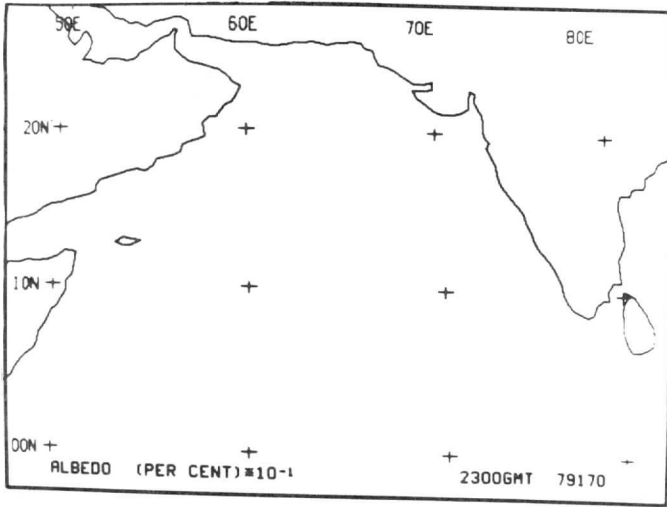 50E 60E 70E 80E
20N
10N
00N
ALBEDO (PER CENT)*10-1
2300GMT 79170